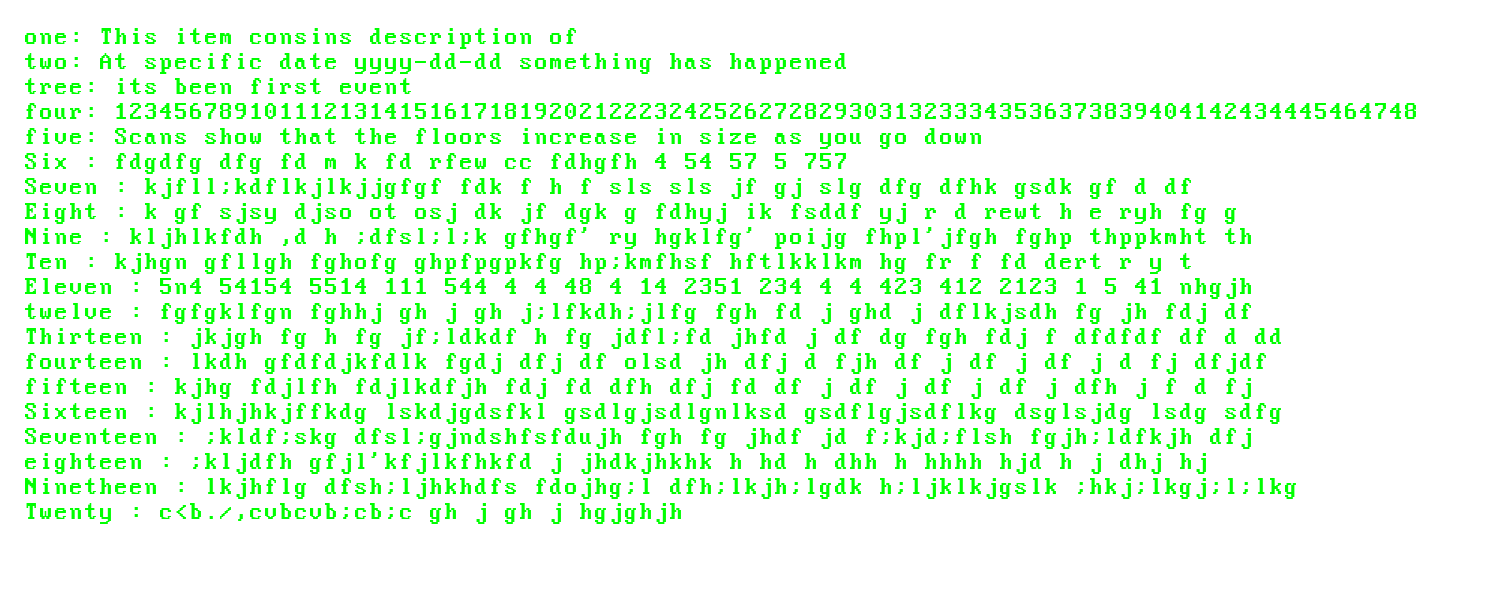 one: This item consins description of
two: At specific date yyyy-dd-dd something has happened
tree: its been first event
four: 123456789101112131415161718192021222324252627282930313233343536373839404142434445464748
five: Scans show that the floors increase in size as you go down
Six : fdgdfg dfg fd m k fd rfew cc fdhgfh 4 54 57 5 757
Seven : kjfll;kdflkjlkjjgfgf fdk f h f sls sls jf gj slg dfg dfhk gsdk gf d df
Eight : k gf sjsy djso ot osj dk jf dgk g fdhyj ik fsddf yj r d rewt h e ryh fg g
Nine : kljhlkfdh ,d h ;dfsl;l;k gfhgf' ry hgklfg' poijg fhpl'jfgh fghp thppkmht th
Ten : kjhgn gfllgh fghofg ghpfpgpkfg hp;kmfhsf hftlkklkm hg fr f fd dert r y t
Eleven : 5n4 54154 5514 111 544 4 4 48 4 14 2351 234 4 4 423 412 2123 1 5 41 nhgjh
twelve : fgfgklfgn fghhj gh j gh j;lfkdh;jlfg fgh fd j ghd j dflkjsdh fg jh fdj df
Thirteen : jkjgh fg h fg jf;ldkdf h fg jdfl;fd jhfd j df dg fgh fdj f dfdfdf df d dd
fourteen : lkdh gfdfdjkfdlk fgdj dfj df olsd jh dfj d fjh df j df j df j d fj dfjdf
fifteen : kjhg fdjlfh fdjlkdfjh fdj fd dfh dfj fd df j df j df j df j dfh j f d fj
Sixteen : kjlhjhkjffkdg lskdjgdsfkl gsdlgjsdlgnlksd gsdflgjsdflkg dsglsjdg lsdg sdfg
Seventeen : ;kldf;skg dfsl;gjndshfsfdujh fgh fg jhdf jd f;kjd;flsh fgjh;ldfkjh dfj
eighteen : ;kljdfh gfjl'kfjlkfhkfd j jhdkjhkhk h hd h dhh h hhhh hjd h j dhj hj
Ninetheen : lkjhflg dfsh;ljhkhdfs fdojhg;l dfh;lkjh;lgdk h;ljklkjgslk ;hkj;lkgj;l;lkg
Twenty : c<b./,cvbcvb;cb;c gh j gh j hgjghjh